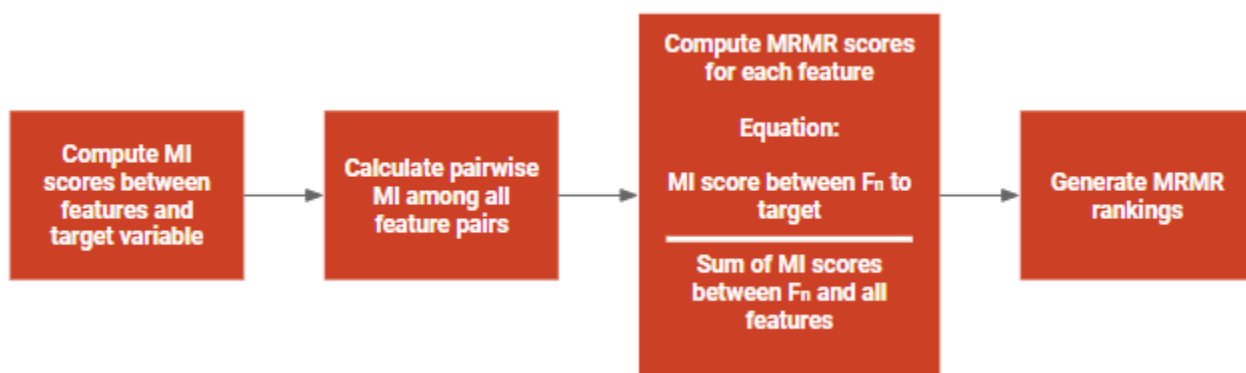 Compute MI
scores between
features and
target variable
Calculate pairwise
MI among all
feature pairs
Compute MRMR scores
for each feature
Equation:
MI score between Fn to
target
Sum of MI scores
between Fn and all
features
Generate MRMR
rankings